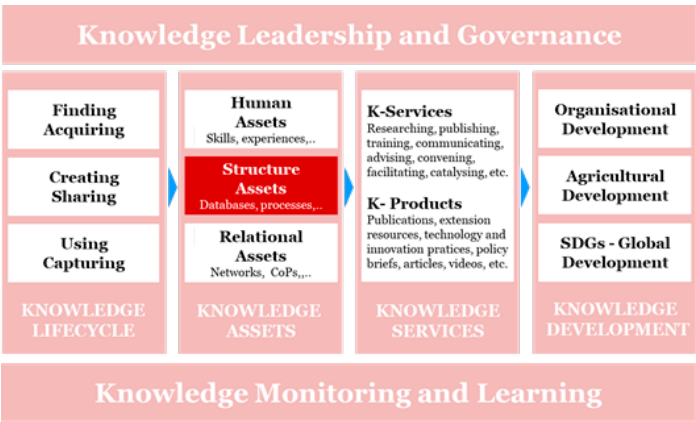 Knowledge Leadership and Governance
Finding
Acquiring
Creating
Sharing
Using
Capturing
KNOWLEDGE
LIFECYCLE
Human
Assets
Skills, experiences,..
Structure
Assets
Databases, processes,..
Relational
Assets
Networks, CoPs,,..
KNOWLEDGE
ASSETS
K-Services
Researching, publishing,
training, communicating,
advising, convening,
facilitating, catalysing, etc.
K- Products
Publications, extension
resources, technology and
innovation pratices, policy
briefs, articles, videos, etc.
KNOWLEDGE
SERVICES
Organisational
Development
Agricultural
Development
SDGs - Global
Development
KNOWLEDGE
DEVELOPMENT
Knowledge Monitoring and Learning